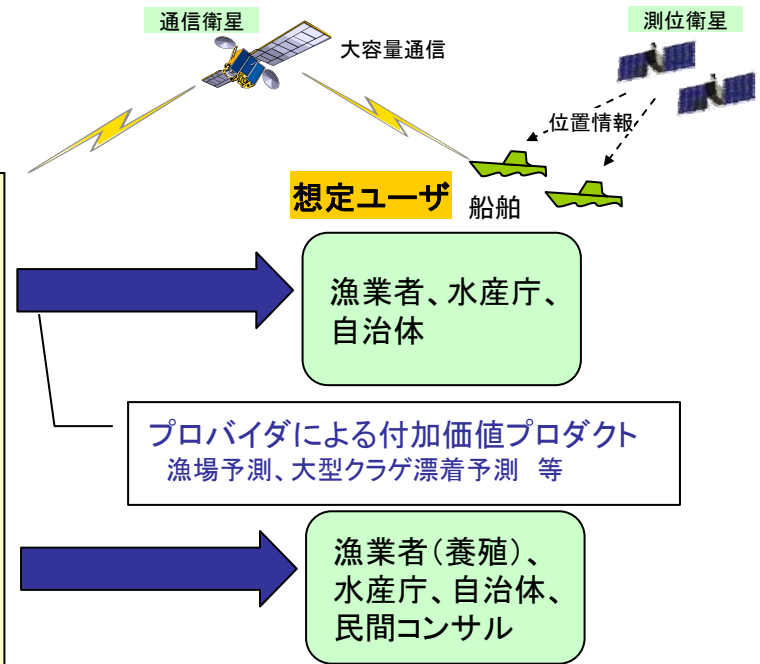 通信衛星
測位衛星
大容量通信
位置情報
想定ユーザ
船舶
漁業者、水産庁、
自治体
プロバイダによる付加価値プロダクト
漁場予測、大型クラゲ漂着予測　等
漁業者（養殖）、
水産庁、自治体、
民間コンサル